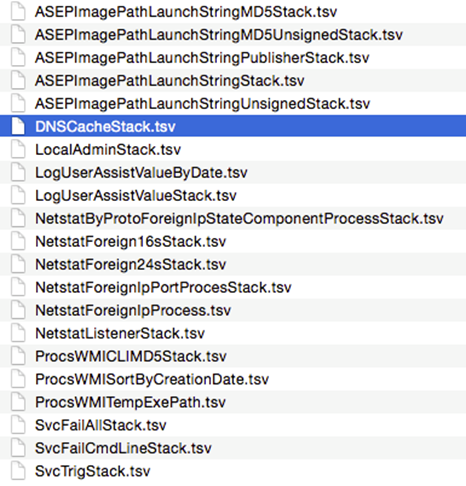 ASEPImagePathLaunchStringMD5Stack.tsv
ASEPImagePathLaunchStringMD5UnsignedStack.tsv
ASEPImagePathLaunchStringPublisherStack.tsv
ASEPImagePathLaunchStringStack.tsv
ASEPImagePathLaunchStringUnsignedStack.tsv
DNSCacheStack.tsv
LocalAdminStack.tsv
LogUserAssistValueByDate.tsv
LogUserAssistValueStack.tsv
NetstatByProtoForeignIpStateComponentProcessStack.tsv
NetstatForeign16sStack.tsv
NetstatForeign24sStack.tsv
NetstatForeignIpPortProcesStack.tsv
NetstatForeignIpProcess.tsv
NetstatListenerStack.tsv
ProcsWMICLIMD5Stack.tsv
ProcsWMISortByCreationDate.tsv
ProcsWMITempExePath.tsv
SvcFailAllStack.tsv
SvcFailCmdLineStack.tsv
SvcTrigStack.tsv